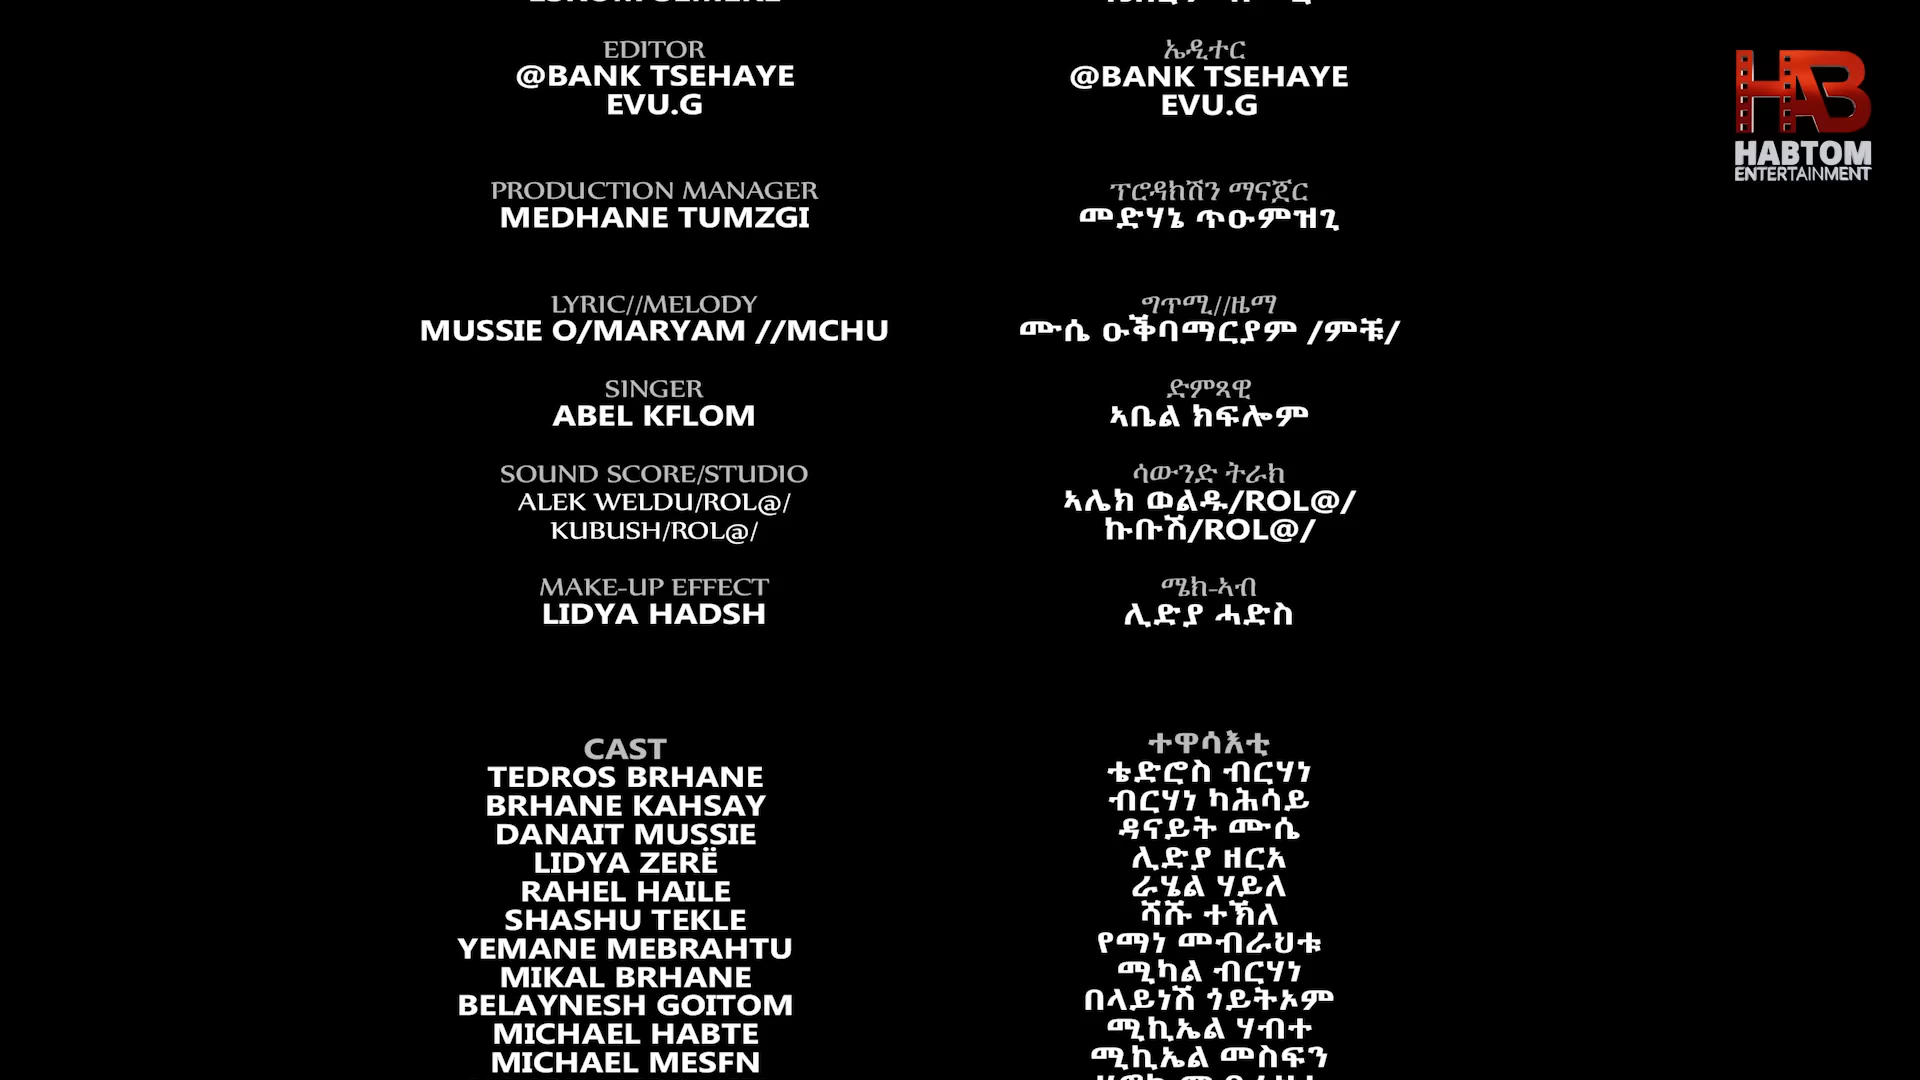 EDITOR
@BANK TSEHAYE
EVU.G
PRODUCTION MANAGER
MEDHANE TUMZGI
LYRIC//MELODY
MUSSIE O/MARYAM //MCHU
SINGER
ABEL KFLOM
SOUND SCORE/STUDIO
ALEK WELDU/ROL@/
KUBUSH/ROL@/
MAKE-UP EFFECT
LIDYA HADSH
CAST
TEDROS BRHANE
BRHANE KAHSAY
DANAIT MUSSIE
LIDYA ZERË
RAHEL HAILE
SHASHU TEKLE
YEMANE MEBRAHTU
MIKAL BRHANE
BELAYNESH GOITOM
MICHAEL HABTE
MICHAEL MESFN
ኤዲተር
@BANK TSEHAYE
EVU.G
ፕሮዳክሽን ማናጀር
መድሃኔ ጥዑምዝጊ
ግጥሚ//ዜማ
ሙሴ ዑቕባማርያም /ምቹ/
ድምጻዊ
ኣቤል ክፍሎም
ሳውንድ ትራክ
ኣሌክ ወልዱ/ROL@/
ኩቡሽ/ROL@/
ሜክ-ኣብ
ሊድያ ሓድስ
ተዋሳእቲ
ቴድሮስ ብርሃነ
ብርሃነ ካሕሳይ
ዳናይት ሙሴ
ሊድያ ዘርአ
ራሄል ሃይለ
ሻሹ ተኽለ
የማነ መብራህቱ
ሚካል ብርሃነ
በላይነሽ ጎይትኦም
ሚኪኤል ሃብተ
ሚኪኤል መስፍን
HAB
HABTOM
ENTERTAINMENT